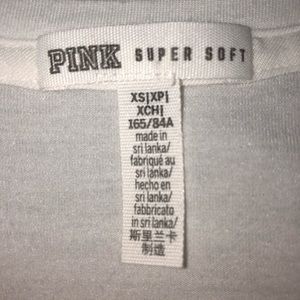 PINK SUPER SOFT
XS|XP|
XCH|
165/84A
made in
sri lanka/
fabriqué au
sri lanka/
hecho en
sri lanka/
fabbricato
in sri lanka/
斯里兰卡
制造